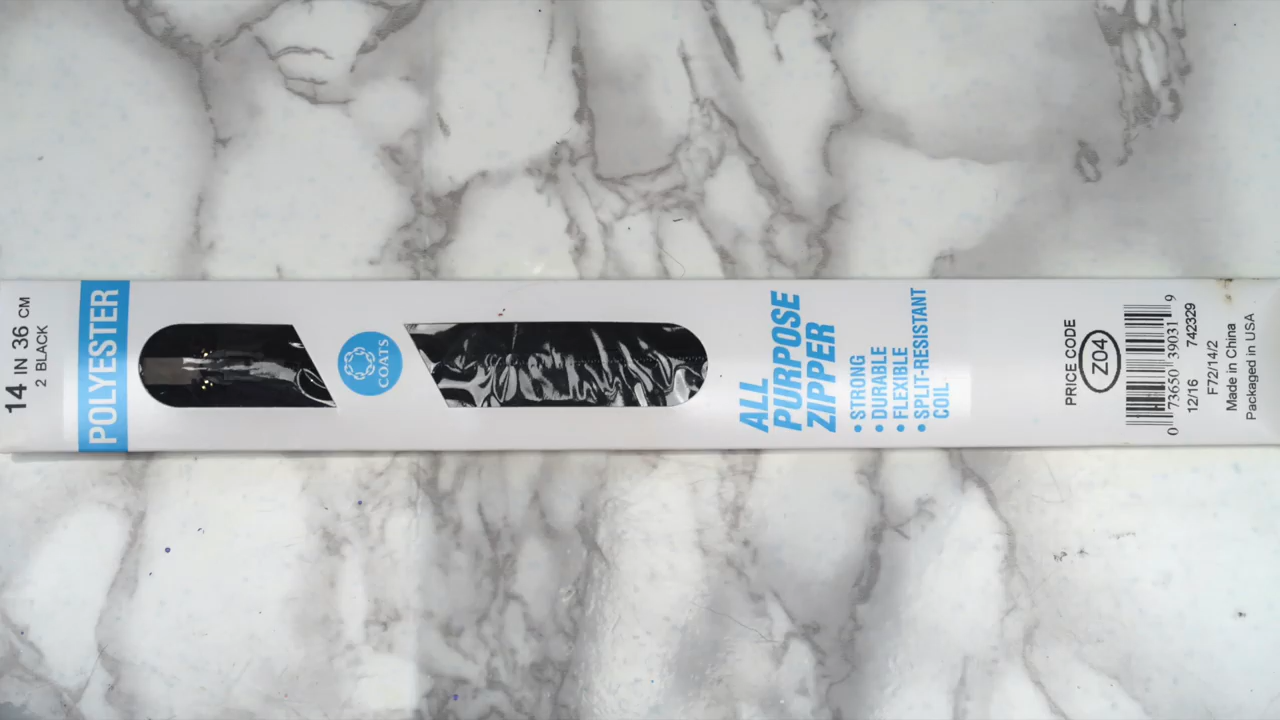 14 IN 36 CM
2 BLACK
POLYESTER
COATS
ALL
PURPOSE
ZIPPER
• STRONG
• DURABLE
• FLEXIBLE
• SPLIT-RESISTANT
COIL
PRICE CODE
Z04
0 73650 39031 9
12/16 742329
F72/14/2
Made in China
Packaged in USA